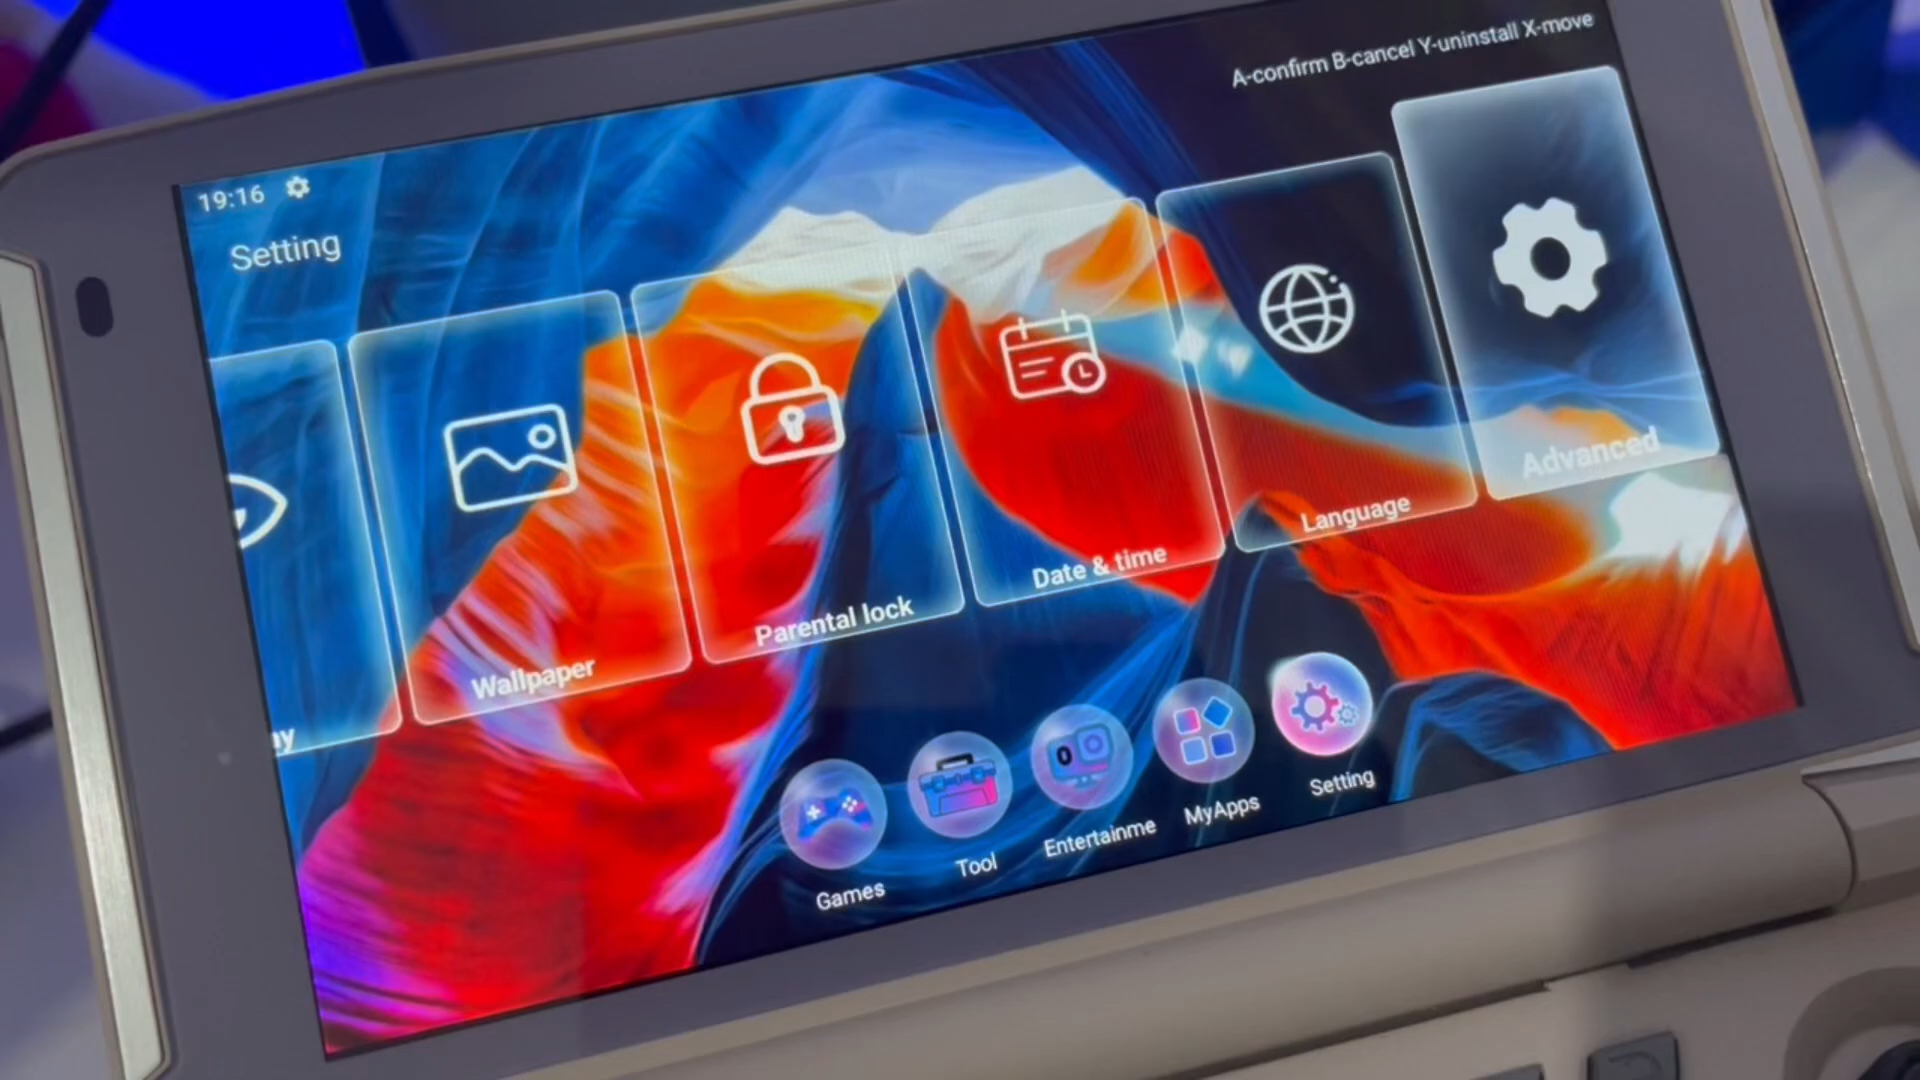 A-confirm B-cancel Y-uninstall X-move
19:16
Setting
ay
Wallpaper
Parental lock
Date & time
Language
Advanced
Games
Tool
Entertainme
MyApps
Setting